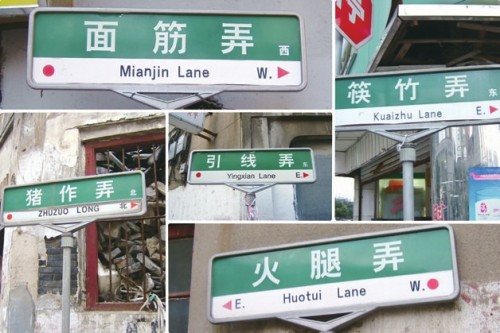 面筋弄 西
Mianjin Lane W.
筷竹弄 东
Kuaizhu Lane E.
引线弄 东
Yingxian Lane E.
猪作弄 北
ZHUZUO LONG 北
火腿弄
E. Huotui Lane W.